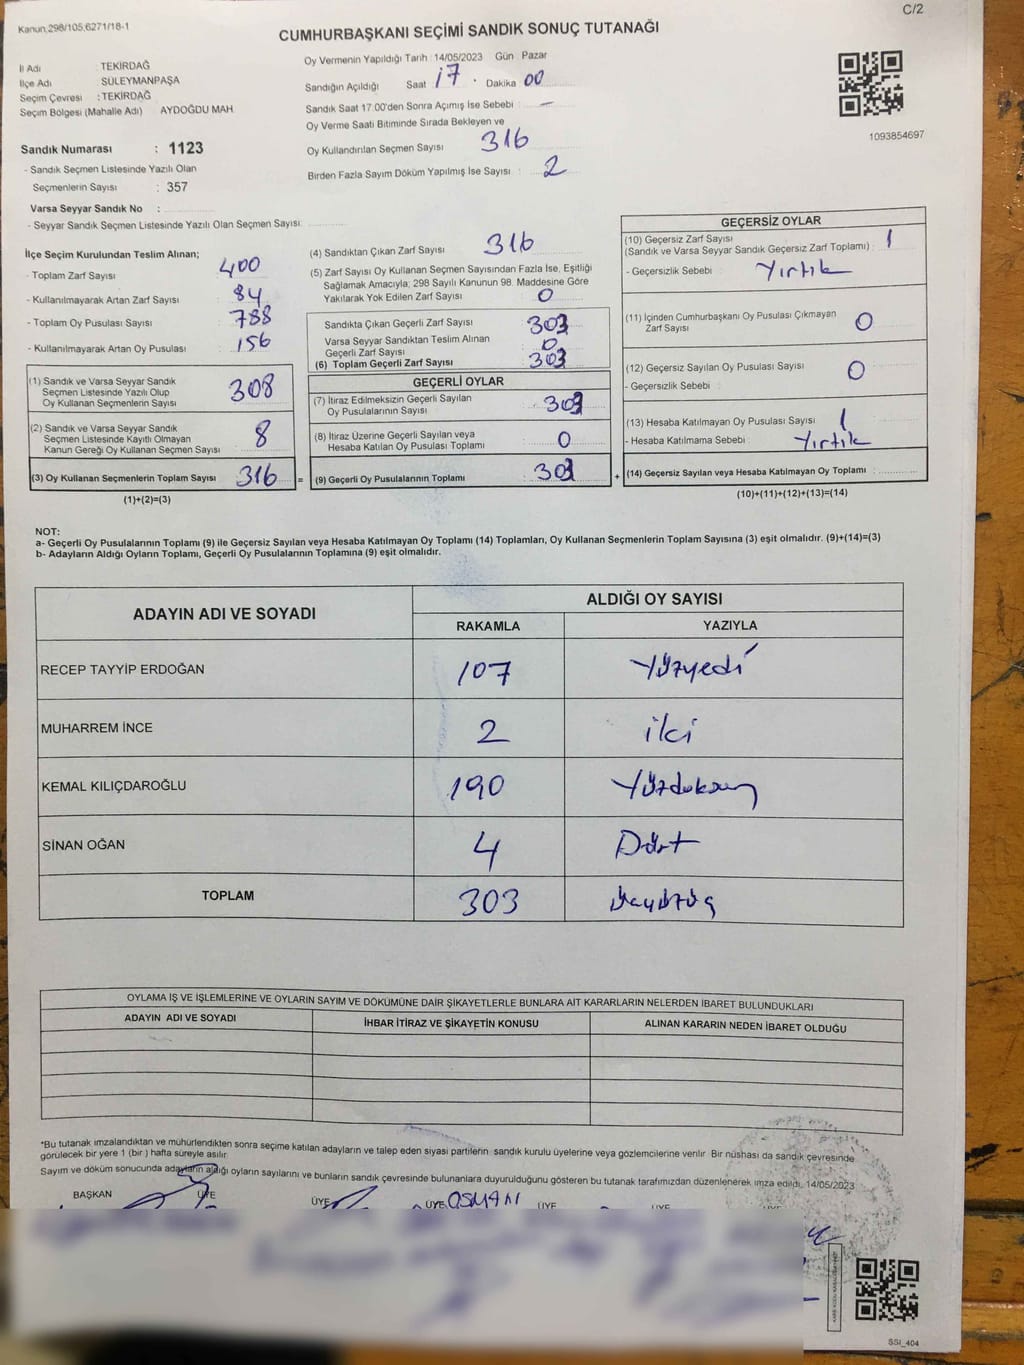 Kanun,298/105,6271/18-1
C/2
CUMHURBAŞKANI SEÇİMİ SANDIK SONUÇ TUTANAĞI
İl Adı : TEKİRDAĞ
İlçe Adı : SÜLEYMANPAŞA
Seçim Çevresi : TEKİRDAĞ
Seçim Bölgesi (Mahalle Adı) AYDOĞDU MAH.
Sandık Numarası : 1123
- Sandık Seçmen Listesinde Yazılı Olan
Seçmenlerin Sayısı : 357
Varsa Seyyar Sandık No :
- Seyyar Sandık Seçmen Listesinde Yazılı Olan Seçmen Sayısı:
Oy Vermenin Yapıldığı Tarih : 14/05/2023 Gün Pazar
Sandığın Açıldığı Saat 17 Dakika 00
Sandık Saat 17:00'den Sonra Açımış İse Sebebi : —
Oy Verme Saati Bitiminde Sırada Bekleyen ve
Oy Kullandırılan Seçmen Sayısı 316
Birden Fazla Sayım Döküm Yapılmış İse Sayısı : 2
1093854697
İlçe Seçim Kurulundan Teslim Alınan;
- Toplam Zarf Sayısı 400
- Kullanılmayarak Artan Zarf Sayısı 84
- Toplam Oy Pusulası Sayısı 788
- Kullanılmayarak Artan Oy Pusulası 156
(1) Sandık ve Varsa Seyyar Sandık
Seçmen Listesinde Yazılı Olup
Oy Kullanan Seçmenlerin Sayısı 308
(2) Sandık ve Varsa Seyyar Sandık
Seçmen Listesinde Kayıtlı Olmayan
Kanun Gereği Oy Kullanan Seçmen Sayısı 8
(3) Oy Kullanan Seçmenlerin Toplam Sayısı 316 =
(1)+(2)=(3)
(4) Sandıktan Çıkan Zarf Sayısı 316
(5) Zarf Sayısı Oy Kullanan Seçmen Sayısından Fazla İse, Eşitliği
Sağlamak Amacıyla; 298 Sayılı Kanunun 98. Maddesine Göre
Yakılarak Yok Edilen Zarf Sayısı 0
Sandıkta Çıkan Geçerli Zarf Sayısı 303
Varsa Seyyar Sandıktan Teslim Alınan
Geçerli Zarf Sayısı 0
(6) Toplam Geçerli Zarf Sayısı 303
GEÇERLİ OYLAR
(7) İtiraz Edilmeksizin Geçerli Sayılan
Oy Pusulalarının Sayısı 303
(8) İtiraz Üzerine Geçerli Sayılan veya
Hesaba Katılan Oy Pusulası Toplamı 0
(9) Geçerli Oy Pusulalarının Toplamı 303 +
GEÇERSİZ OYLAR
(10) Geçersiz Zarf Sayısı
(Sandık ve Varsa Seyyar Sandık Geçersiz Zarf Toplamı) : 1
- Geçersizlik Sebebi : Yırtık
(11) İçinden Cumhurbaşkanı Oy Pusulası Çıkmayan
Zarf Sayısı 0
(12) Geçersiz Sayılan Oy Pusulası Sayısı 0
- Geçersizlik Sebebi :
(13) Hesaba Katılmayan Oy Pusulası Sayısı 1
- Hesaba Katılmama Sebebi : Yırtık
(14) Geçersiz Sayılan veya Hesaba Katılmayan Oy Toplamı :
(10)+(11)+(12)+(13)=(14)
NOT:
a- Geçerli Oy Pusulalarının Toplamı (9) ile Geçersiz Sayılan veya Hesaba Katılmayan Oy Toplamı (14) Toplamları, Oy Kullanan Seçmenlerin Toplam Sayısına (3) eşit olmalıdır. (9)+(14)=(3)
b- Adayların Aldığı Oyların Toplamı, Geçerli Oy Pusulalarının Toplamına (9) eşit olmalıdır.
ADAYIN ADI VE SOYADI
ALDIĞI OY SAYISI
RAKAMLA YAZIYLA
RECEP TAYYİP ERDOĞAN 107 Yüzyedi
MUHARREM İNCE 2 iki
KEMAL KILIÇDAROĞLU 190 Yüzdoksan
SİNAN OĞAN 4 Dört
TOPLAM 303 üçyüzüç
OYLAMA İŞ VE İŞLEMLERİNE VE OYLARIN SAYIM VE DÖKÜMÜNE DAİR ŞİKAYETLERLE BUNLARA AİT KARARLARIN NELERDEN İBARET BULUNDUKLARI
ADAYIN ADI VE SOYADI İHBAR İTİRAZ VE ŞİKAYETİN KONUSU ALINAN KARARIN NEDEN İBARET OLDUĞU
*Bu tutanak imzalandıktan ve mühürlendikten sonra seçime katılan adayların ve talep eden siyasi partilerin sandık kurulu üyelerine veya gözlemcilerine verilir. Bir nüshası da sandık çevresinde
görülecek bir yere 1 (bir ) hafta süreyle asılır.
Sayım ve döküm sonucunda adayların aldığı oyların sayılarını ve bunların sandık çevresinde bulunanlara duyurulduğunu gösteren bu tutanak tarafımızdan düzenlenerek imza edildi. 14/05/2023
BAŞKAN ÜYE ÜYE ÜYE OSMAN ÜYE ÜYE
SSI_404